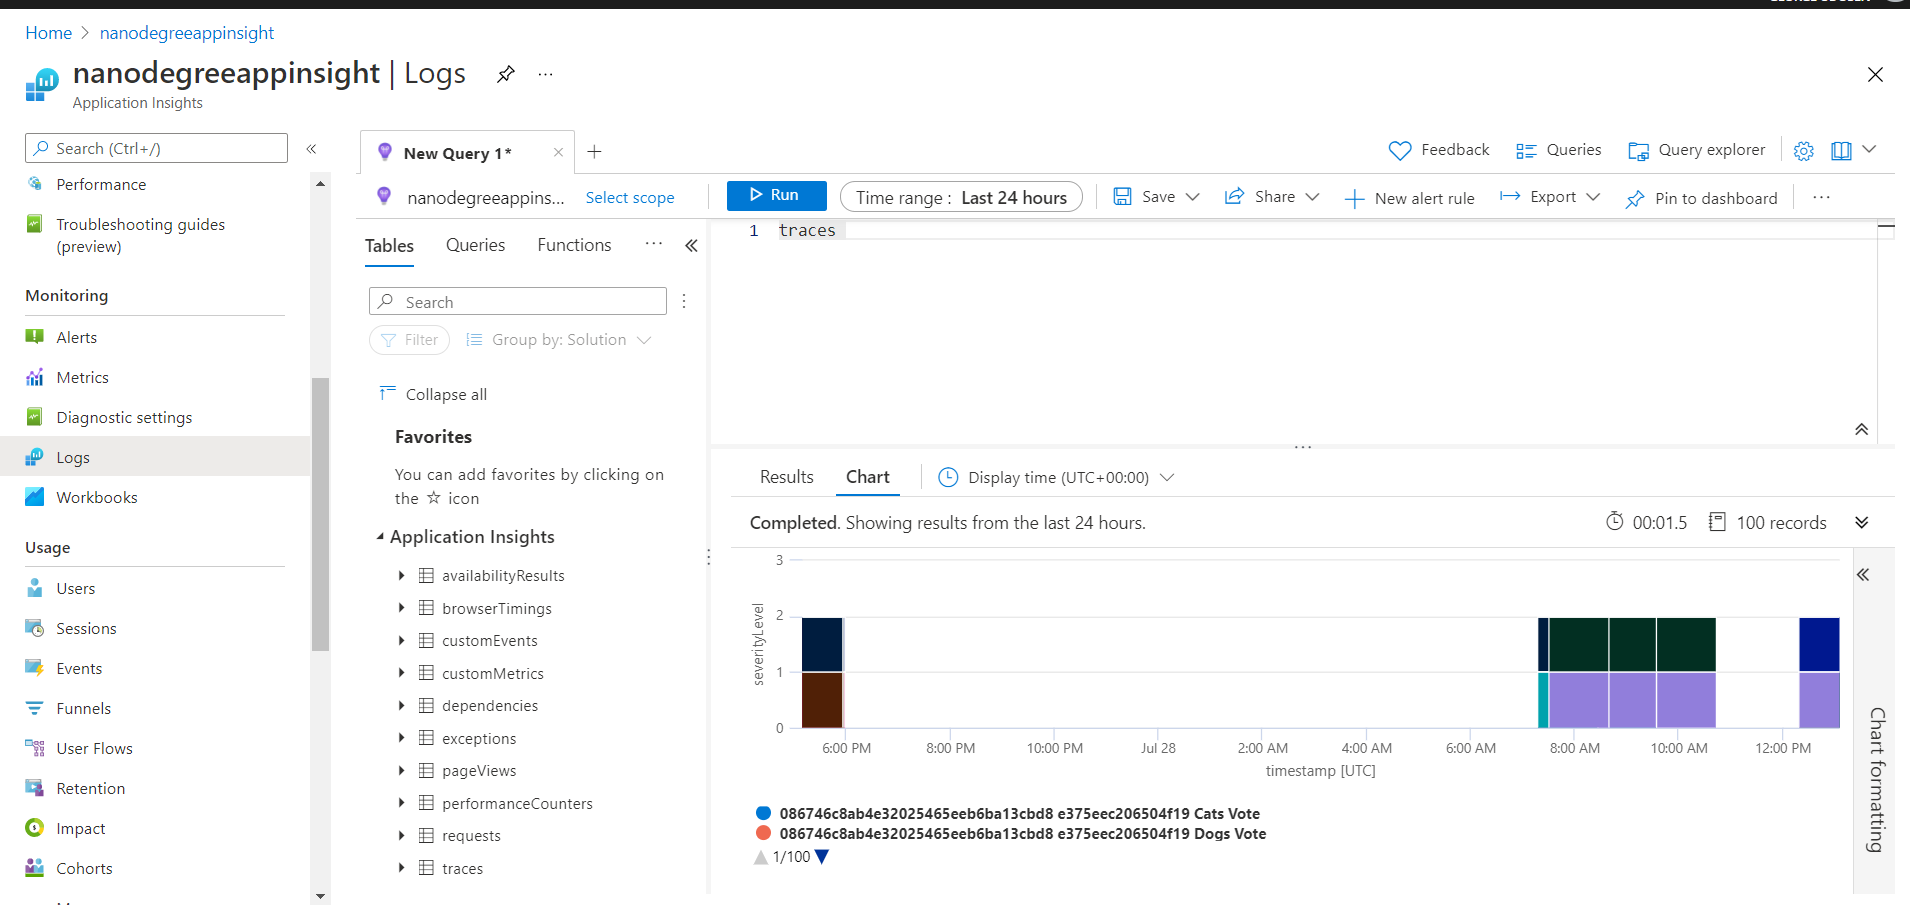 Home > nanodegreeappinsight
nanodegreeappinsight | Logs
Application Insights
Search (Ctrl+/)
Performance
Troubleshooting guides
(preview)
Monitoring
Alerts
Metrics
Diagnostic settings
Logs
Workbooks
Usage
Users
Sessions
Events
Funnels
User Flows
Retention
Impact
Cohorts
New Query 1*
Feedback
Queries
Query explorer
nanodegreeappins...
Select scope
Run
Time range : Last 24 hours
Save
Share
New alert rule
Export
Pin to dashboard
Tables
Queries
Functions
Search
Filter
Group by: Solution
Collapse all
Favorites
You can add favorites by clicking on
the ☆ icon
Application Insights
availabilityResults
browserTimings
customEvents
customMetrics
dependencies
exceptions
pageViews
performanceCounters
requests
traces
1 traces
Results
Chart
Display time (UTC+00:00)
Completed. Showing results from the last 24 hours.
00:01.5
100 records
3
2
1
0
severityLevel
6:00 PM
8:00 PM
10:00 PM
Jul 28
2:00 AM
4:00 AM
6:00 AM
8:00 AM
10:00 AM
12:00 PM
timestamp [UTC]
086746c8ab4e32025465eeb6ba13cbd8 e375eec206504f19 Cats Vote
086746c8ab4e32025465eeb6ba13cbd8 e375eec206504f19 Dogs Vote
1/100
Chart formatting